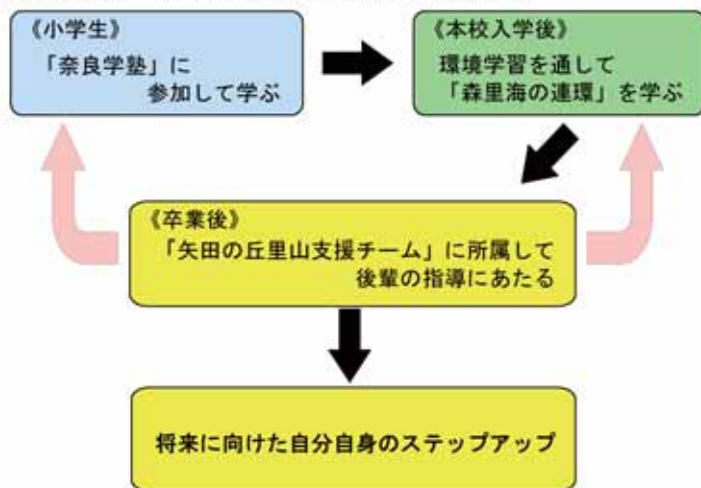 《小学生》
「奈良学塾」に
参加して学ぶ
《本校入学後》
環境学習を通して
「森里海の連環」を学ぶ
《卒業後》
「矢田の丘里山支援チーム」に所属して
後輩の指導にあたる
将来に向けた自分自身のステップアップ